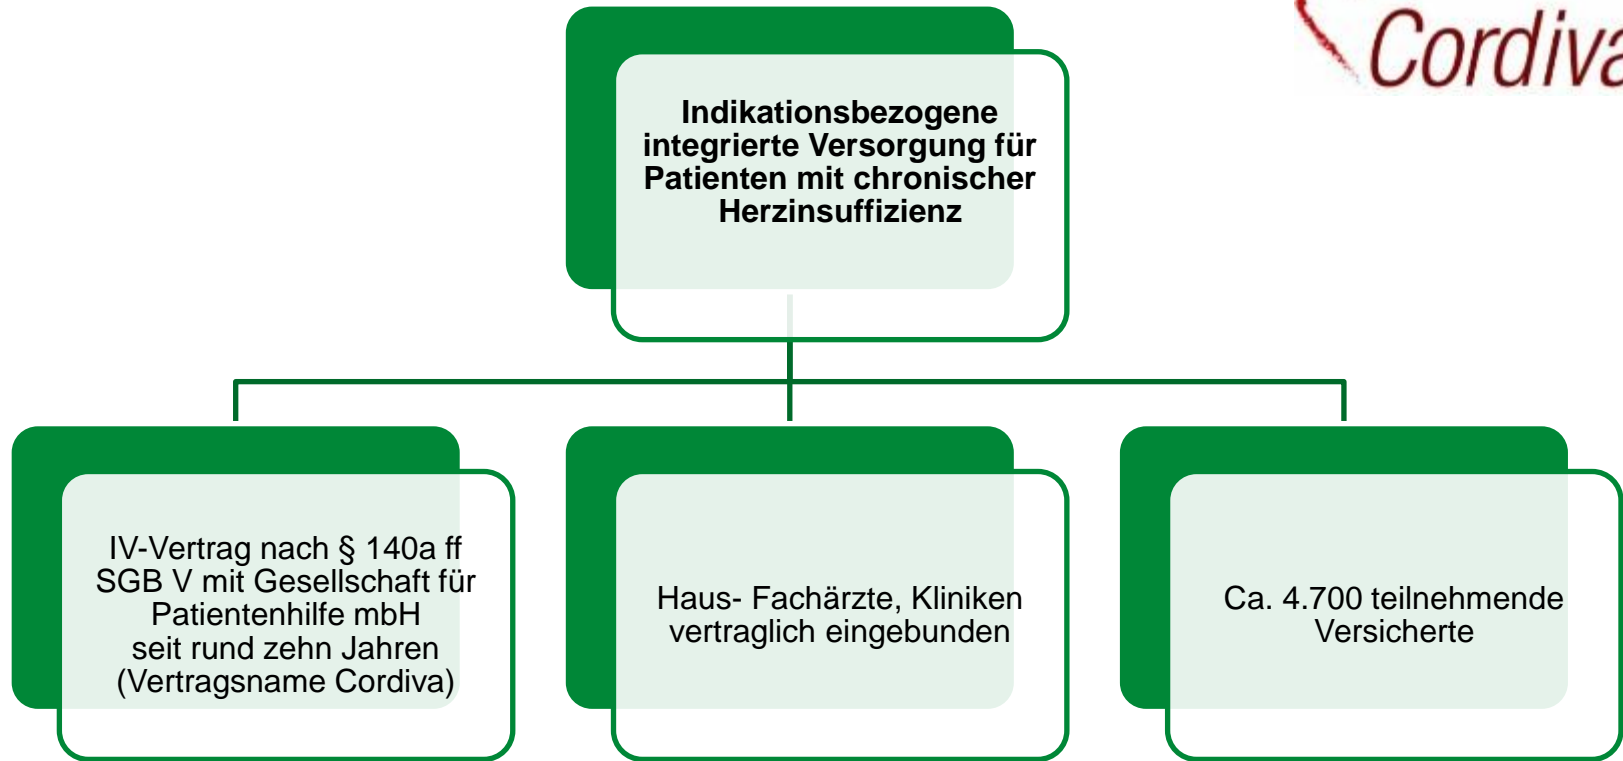 Cordiva
Indikationsbezogene
integrierte Versorgung für
Patienten mit chronischer
Herzinsuffizienz
IV-Vertrag nach § 140a ff
SGB V mit Gesellschaft für
Patientenhilfe mbH
seit rund zehn Jahren
(Vertragsname Cordiva)
Haus- Fachärzte, Kliniken
vertraglich eingebunden
Ca. 4.700 teilnehmende
Versicherte